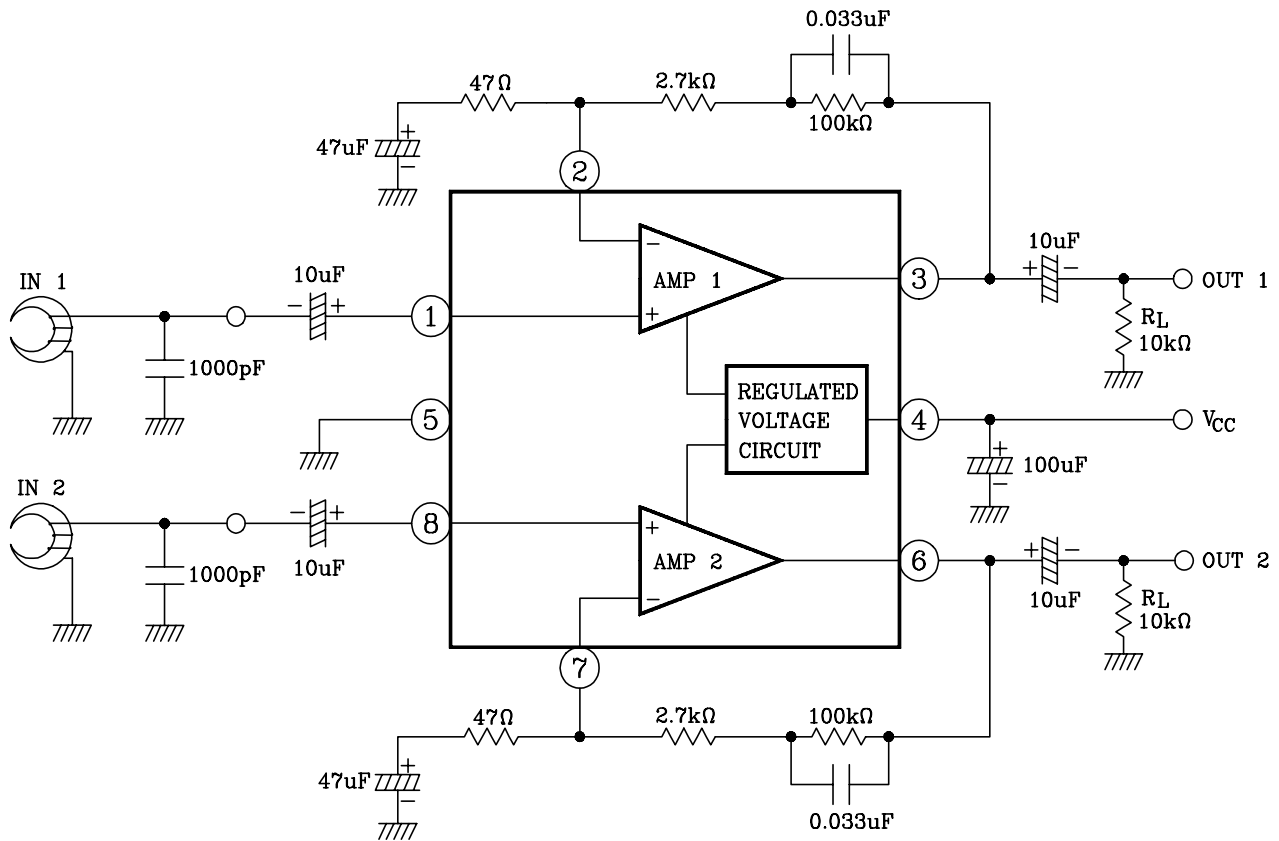 0.033uF
47Ω
2.7kΩ
100kΩ
+
47uF
−
2
10uF
IN 1
10uF
−
AMP 1
3
+
−
OUT 1
−
+
1
+
RL
10kΩ
1000pF
REGULATED
VOLTAGE
CIRCUIT
5
4
VCC
+
100uF
−
IN 2
−
+
8
+
10uF
1000pF
AMP 2
6
+
−
OUT 2
10uF
−
RL
10kΩ
7
47Ω
2.7kΩ
100kΩ
+
47uF
−
0.033uF